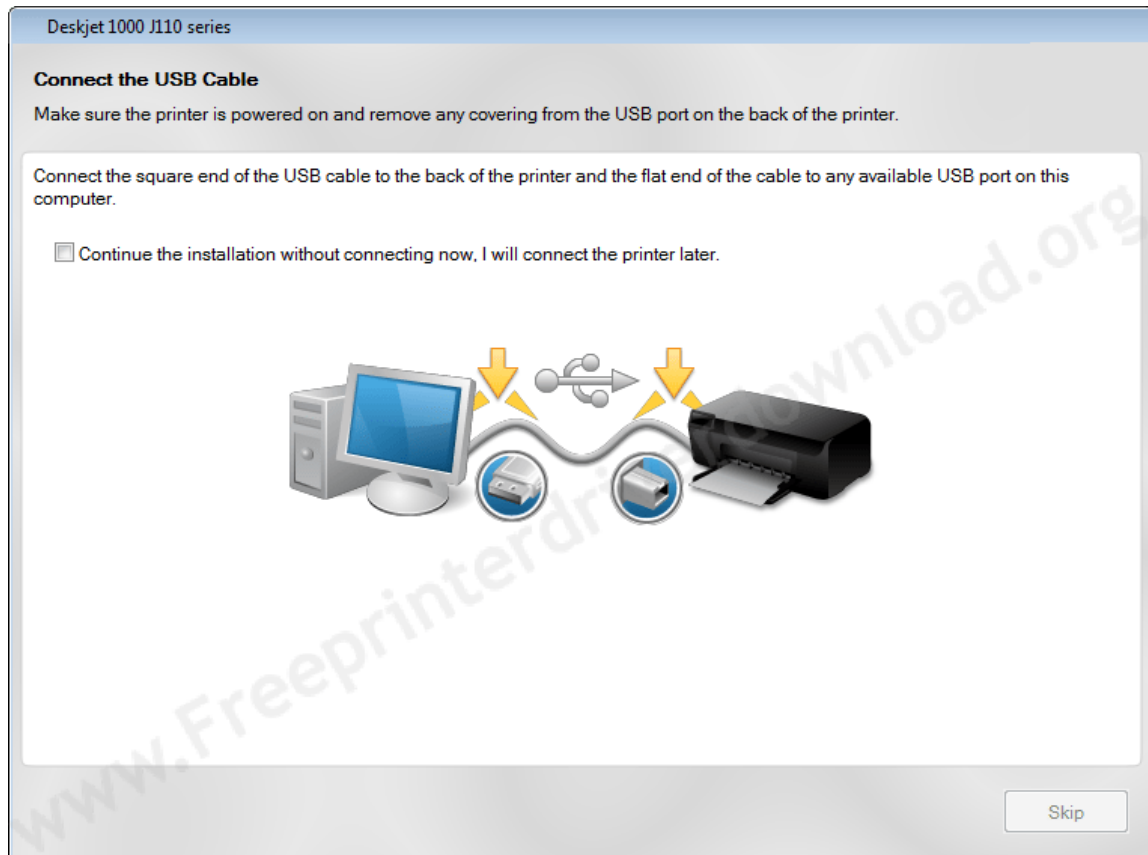 Deskjet 1000 J110 series
Connect the USB Cable
Make sure the printer is powered on and remove any covering from the USB port on the back of the printer.
Connect the square end of the USB cable to the back of the printer and the flat end of the cable to any available USB port on this
computer.
Continue the installation without connecting now, I will connect the printer later.
www.Freeprinterdriverdownload.org
Skip